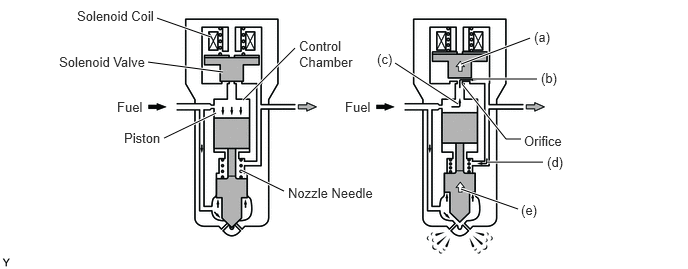 Solenoid Coil
Solenoid Valve
Control
Chamber
Fuel
Piston
Nozzle Needle
(a)
(b)
(c)
Fuel
Orifice
(d)
(e)
Y